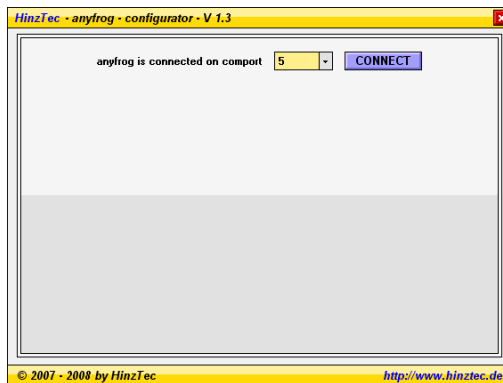 HinzTec - anyfrog - configurator - V 1.3
anyfrog is connected on comport 5 CONNECT
© 2007 - 2008 by HinzTec http://www.hinztec.de